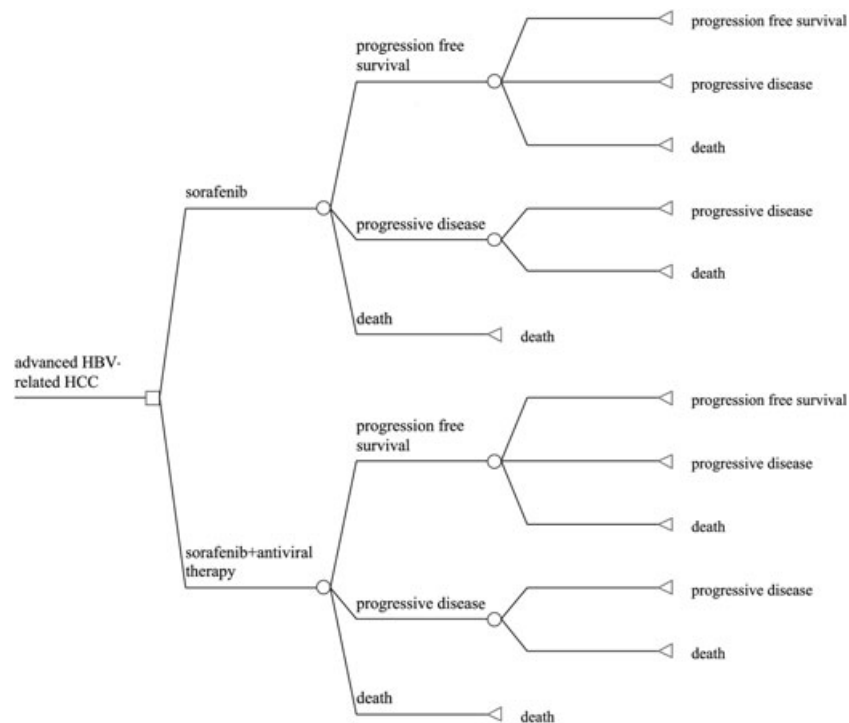 progression free survival
progression free
survival
progressive disease
death
sorafenib
progressive disease
progressive disease
death
death
death
advanced HBV-
related HCC
progression free survival
progression free
survival
progressive disease
death
sorafenib+antiviral
therapy
progressive disease
progressive disease
death
death
death